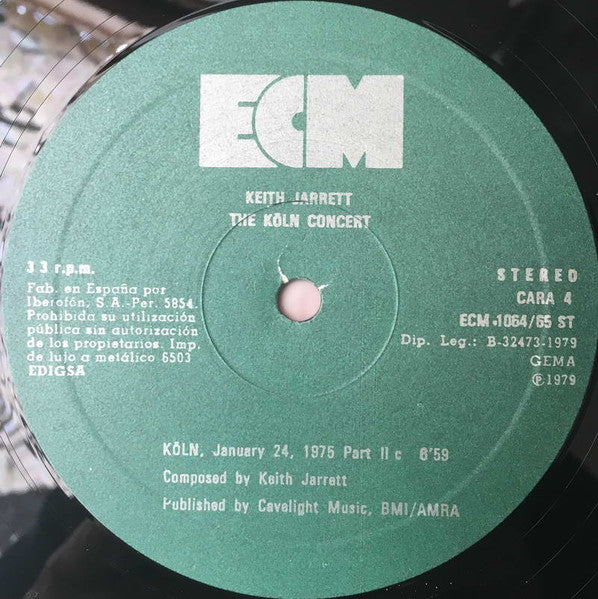 ECM
KEITH JARRETT
THE KÖLN CONCERT
33 r.p.m.
Fab. en España por
Iberofón, S.A.-Per. 5854.
Prohibida su utilización
pública sin autorización
de los propietarios. Imp.
de lujo a metálico 6503
EDIGSA
STEREO
CARA 4
ECM-1064/65 ST
Dip. Leg.: B-32473-1979
GEMA
℗1979
KÖLN, January 24, 1975 Part II c 6'59
Composed by Keith Jarrett
Published by Cavelight Music, BMI/AMRA